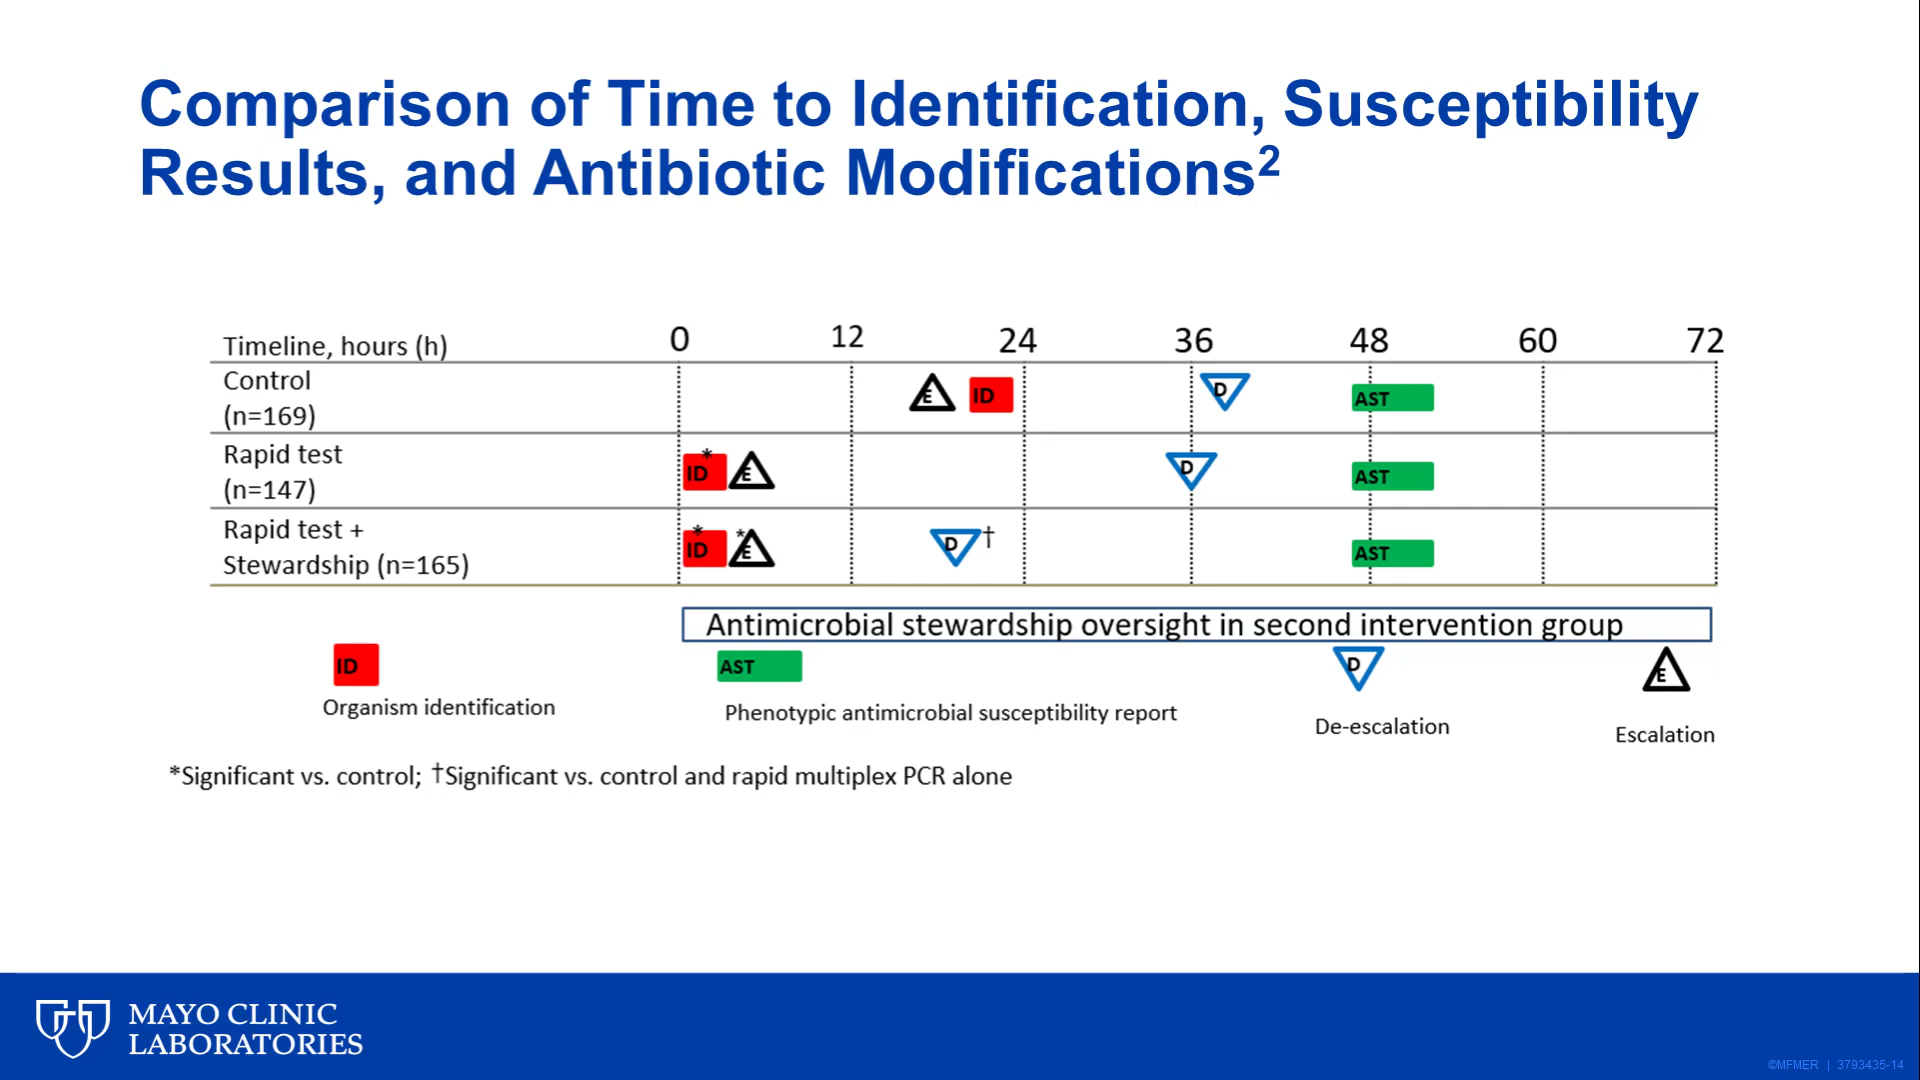 Comparison of Time to Identification, Susceptibility
Results, and Antibiotic Modifications²
Timeline, hours (h) 0 12 24 36 48 60 72
Control
(n=169)
E ID D AST
Rapid test
(n=147)
ID * E D AST
Rapid test +
Stewardship (n=165)
ID * * E D † AST
Antimicrobial stewardship oversight in second intervention group
ID
Organism identification
AST
Phenotypic antimicrobial susceptibility report
D
De-escalation
E
Escalation
*Significant vs. control; †Significant vs. control and rapid multiplex PCR alone
MAYO CLINIC
LABORATORIES
©MFMER | 3793435-14